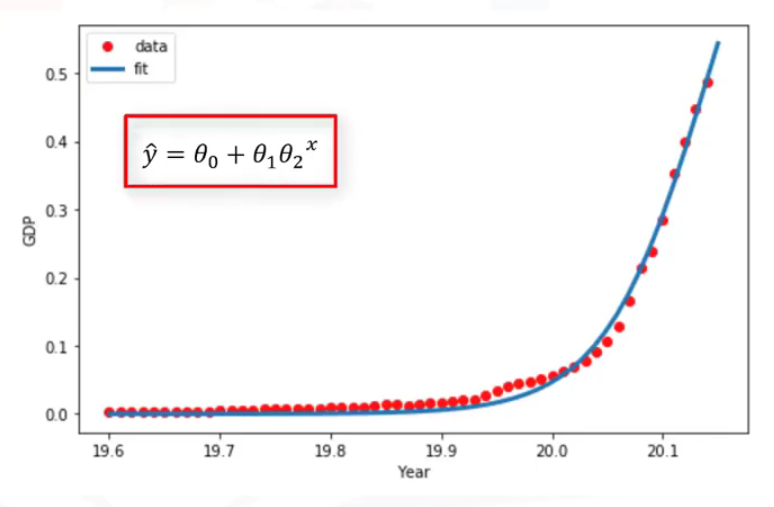 data
fit
ŷ = θ₀ + θ₁θ₂ˣ
0.5
0.4
0.3
0.2
0.1
0.0
GDP
19.6 19.7 19.8 19.9 20.0 20.1
Year